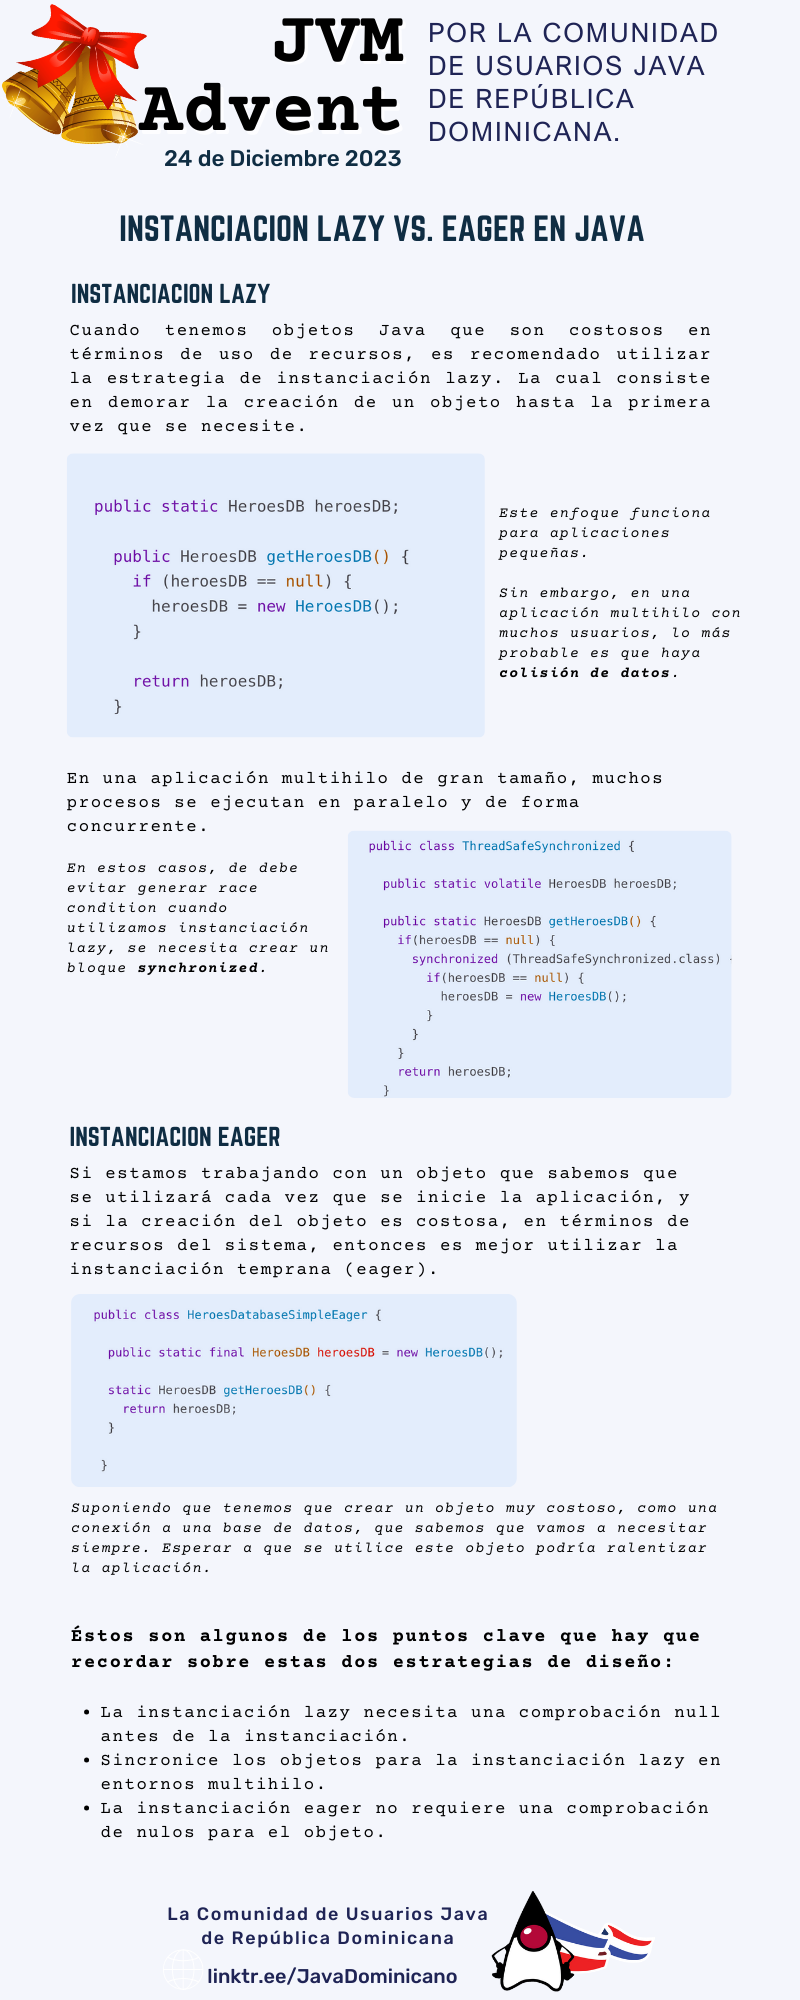 JVM
Advent
24 de Diciembre 2023
POR LA COMUNIDAD
DE USUARIOS JAVA
DE REPÚBLICA
DOMINICANA.
INSTANCIACION LAZY VS. EAGER EN JAVA
INSTANCIACION LAZY
Cuando tenemos objetos Java que son costosos en
términos de uso de recursos, es recomendado utilizar
la estrategia de instanciación lazy. La cual consiste
en demorar la creación de un objeto hasta la primera
vez que se necesite.
public static HeroesDB heroesDB;
public HeroesDB getHeroesDB() {
if (heroesDB == null) {
heroesDB = new HeroesDB();
}
return heroesDB;
}
Este enfoque funciona
para aplicaciones
pequeñas.
Sin embargo, en una
aplicación multihilo con
muchos usuarios, lo más
probable es que haya
colisión de datos.
En una aplicación multihilo de gran tamaño, muchos
procesos se ejecutan en paralelo y de forma
concurrente.
En estos casos, de debe
evitar generar race
condition cuando
utilizamos instanciación
lazy, se necesita crear un
bloque synchronized.
public class ThreadSafeSynchronized {
public static volatile HeroesDB heroesDB;
public static HeroesDB getHeroesDB() {
if(heroesDB == null) {
synchronized (ThreadSafeSynchronized.class)
if(heroesDB == null) {
heroesDB = new HeroesDB();
}
}
}
return heroesDB;
}
INSTANCIACION EAGER
Si estamos trabajando con un objeto que sabemos que
se utilizará cada vez que se inicie la aplicación, y
si la creación del objeto es costosa, en términos de
recursos del sistema, entonces es mejor utilizar la
instanciación temprana (eager).
public class HeroesDatabaseSimpleEager {
public static final HeroesDB heroesDB = new HeroesDB();
static HeroesDB getHeroesDB() {
return heroesDB;
}
}
Suponiendo que tenemos que crear un objeto muy costoso, como una
conexión a una base de datos, que sabemos que vamos a necesitar
siempre. Esperar a que se utilice este objeto podría ralentizar
la aplicación.
Éstos son algunos de los puntos clave que hay que
recordar sobre estas dos estrategias de diseño:
• La instanciación lazy necesita una comprobación null
antes de la instanciación.
• Sincronice los objetos para la instanciación lazy en
entornos multihilo.
• La instanciación eager no requiere una comprobación
de nulos para el objeto.
La Comunidad de Usuarios Java
de República Dominicana
linktr.ee/JavaDominicano